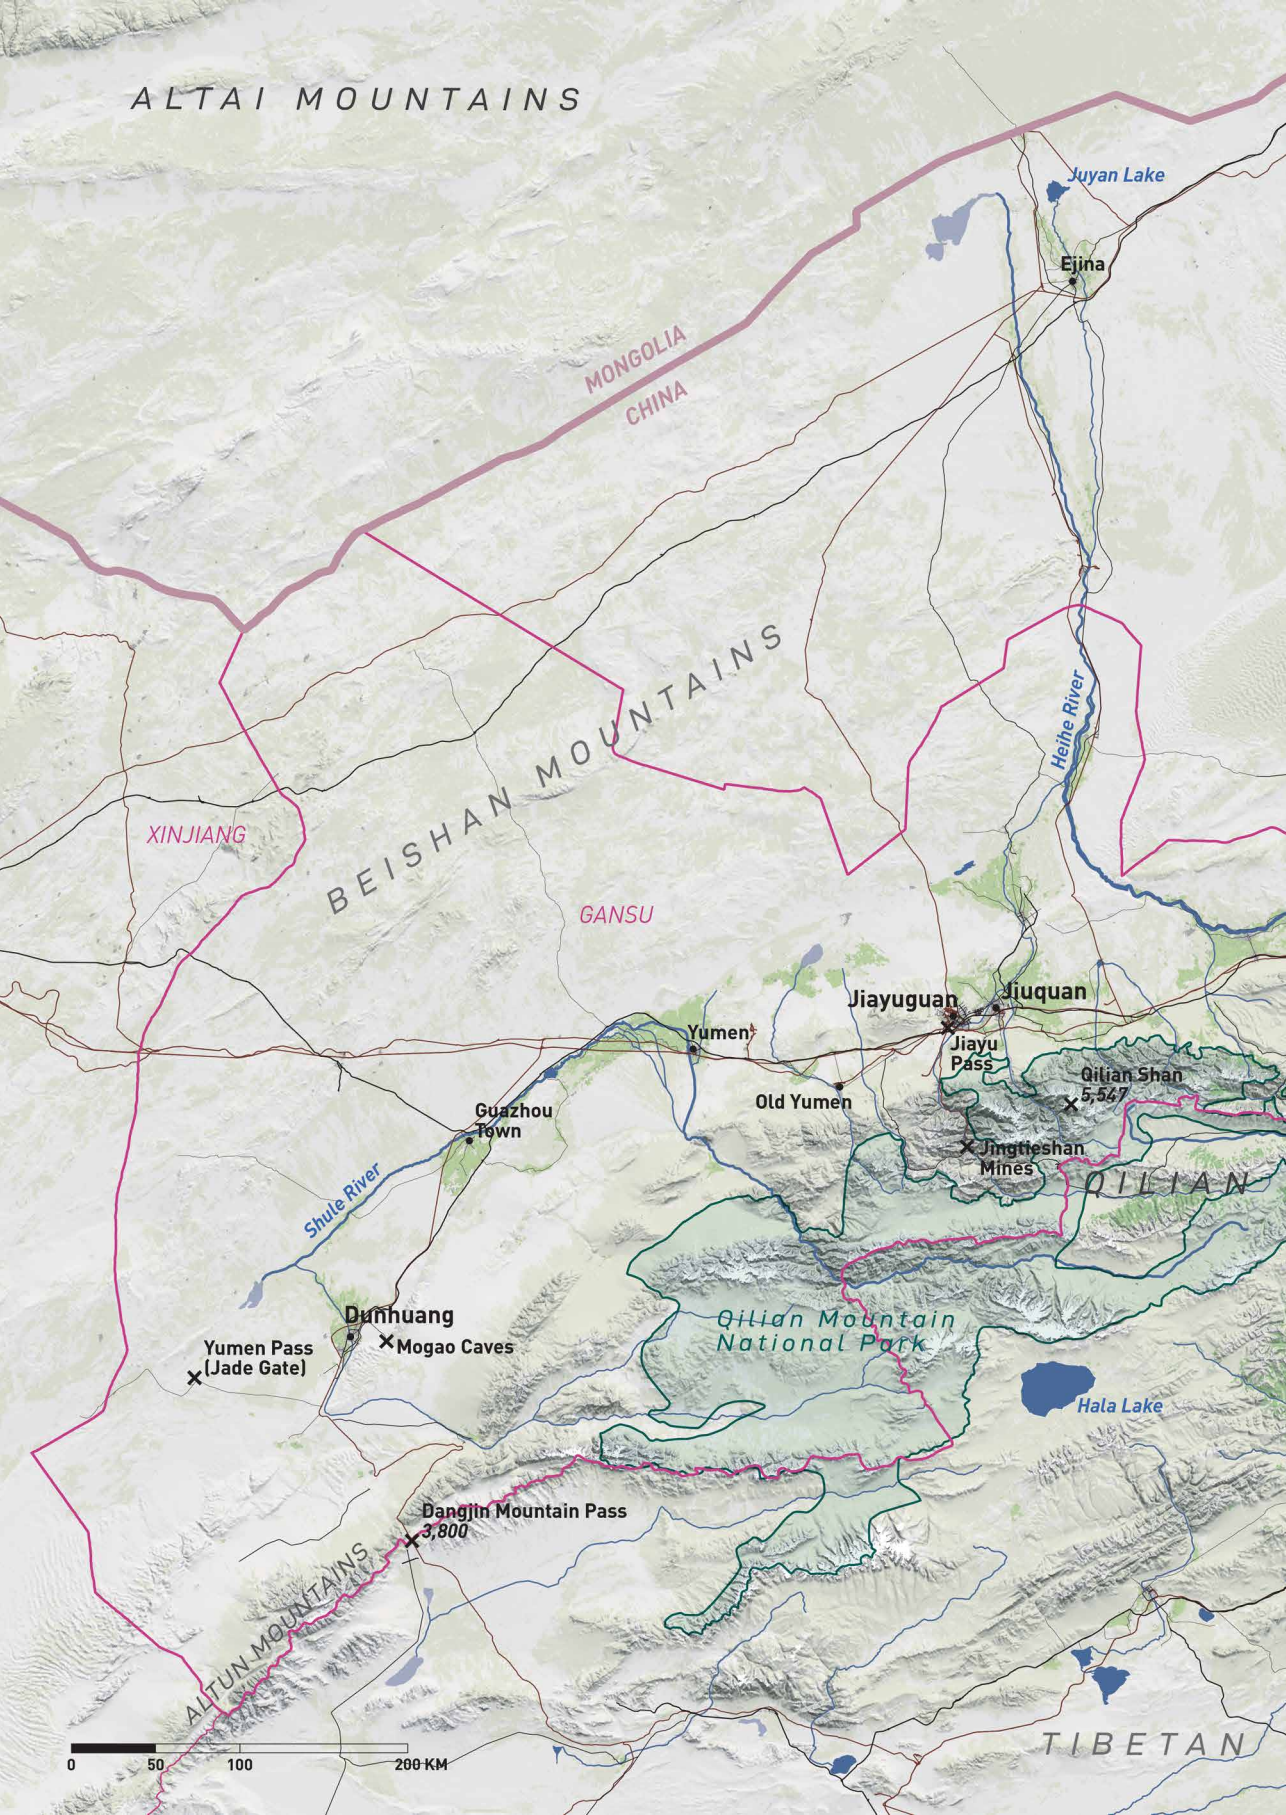 ALTAI MOUNTAINS
Juyan Lake
Ejina
MONGOLIA
CHINA
BEISHAN MOUNTAINS
Heihe River
XINJIANG
GANSU
Jiayuguan
Jiuquan
Yumen
Jiayu
Pass
Qilian Shan
5,547
Old Yumen
Guazhou
Town
Jingtieshan
Mines
QILIAN
Shule River
Dunhuang
Mogao Caves
Yumen Pass
(Jade Gate)
Qilian Mountain
National Park
Hala Lake
Dangjin Mountain Pass
3,800
ALTUN MOUNTAINS
TIBETAN
0 50 100 200 KM